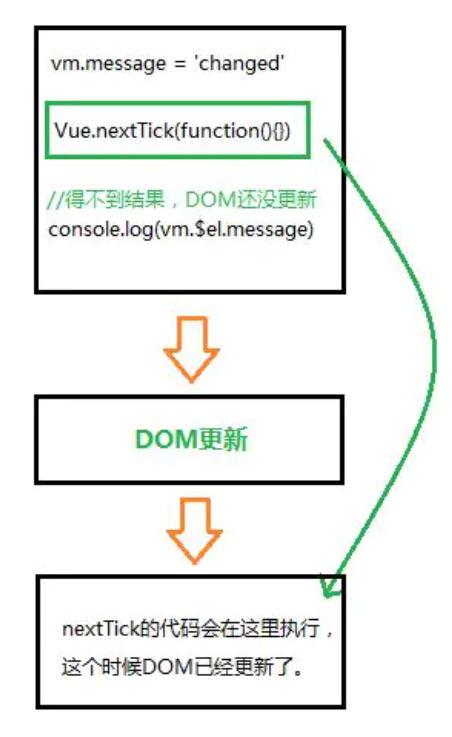 vm.message = 'changed'
Vue.nextTick(function(){})
//得不到结果，DOM还没更新
console.log(vm.$el.message)
DOM更新
nextTick的代码会在这里执行，
这个时候DOM已经更新了。